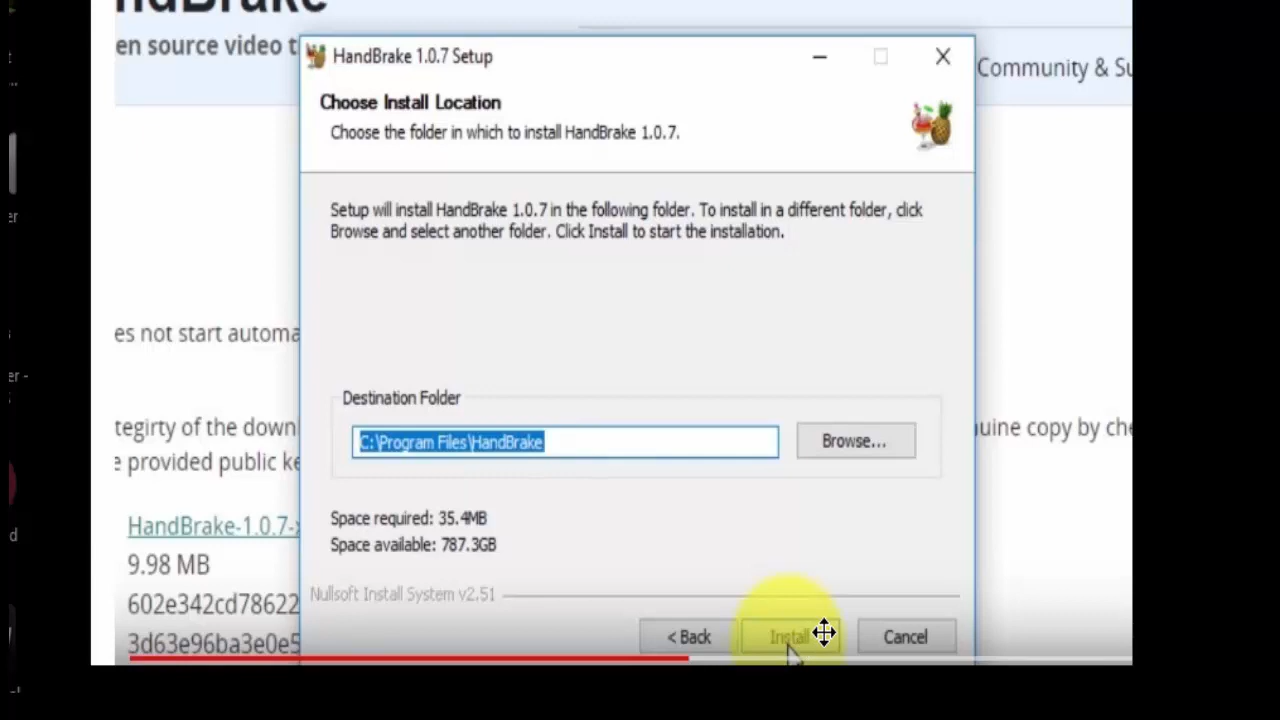 ndBrake
en source video t
HandBrake 1.0.7 Setup
Community & Su
Choose Install Location
Choose the folder in which to install HandBrake 1.0.7.
Setup will install HandBrake 1.0.7 in the following folder. To install in a different folder, click
Browse and select another folder. Click Install to start the installation.
es not start automa
Destination Folder
tegirty of the downl
nuine copy by che
C:\Program Files\HandBrake
Browse...
e provided public ke
Space required: 35.4MB
HandBrake-1.0.7-x
Space available: 787.3GB
9.98 MB
Nullsoft Install System v2.51
602e342cd78622
< Back
Install
Cancel
3d63e96ba3e0e5